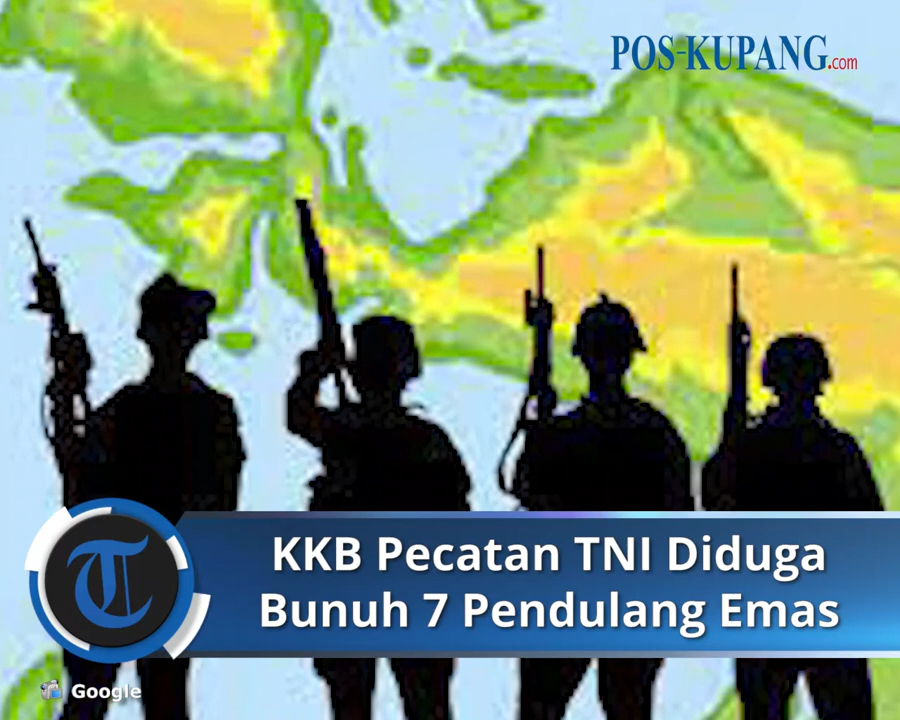 POS-KUPANG.com
KKB Pecatan TNI Diduga
Bunuh 7 Pendulang Emas
T
Google